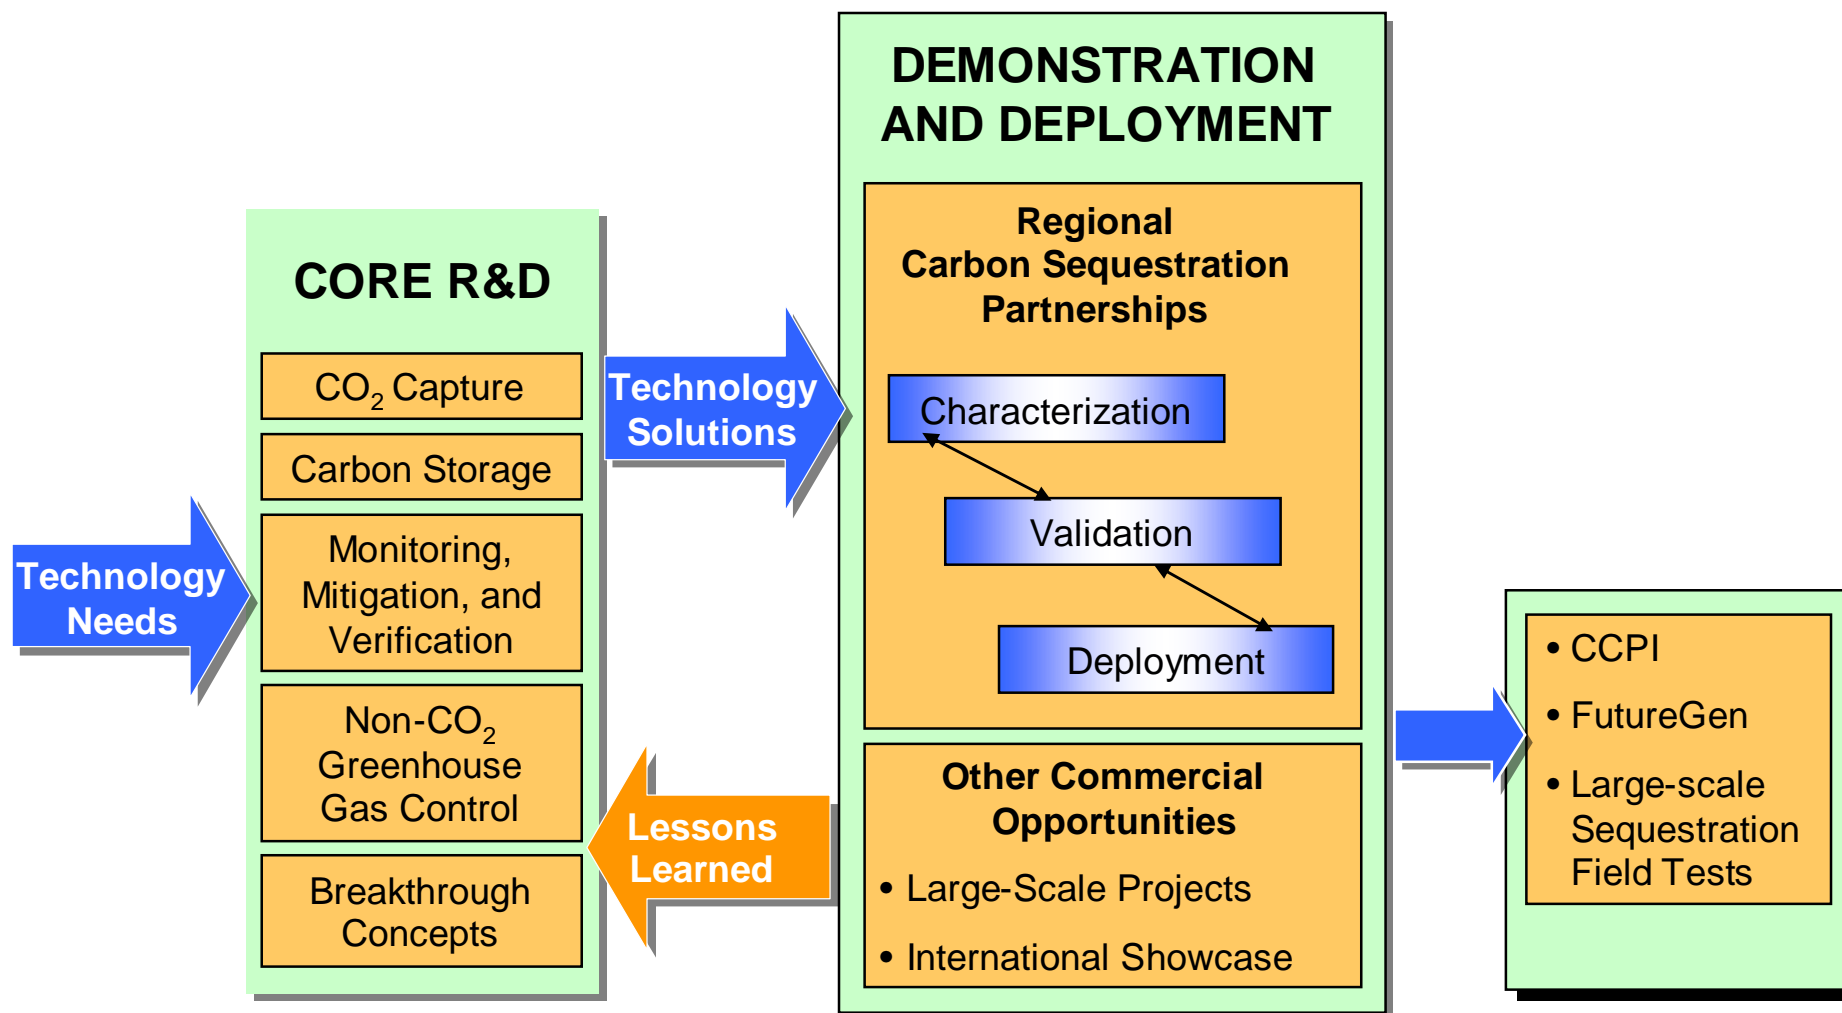 Technology
Needs
CORE R&D
CO₂ Capture
Carbon Storage
Monitoring,
Mitigation, and
Verification
Non-CO₂
Greenhouse
Gas Control
Breakthrough
Concepts
Technology
Solutions
Lessons
Learned
DEMONSTRATION
AND DEPLOYMENT
Regional
Carbon Sequestration
Partnerships
Characterization
Validation
Deployment
Other Commercial
Opportunities
• Large-Scale Projects
• International Showcase
• CCPI
• FutureGen
• Large-scale
Sequestration
Field Tests